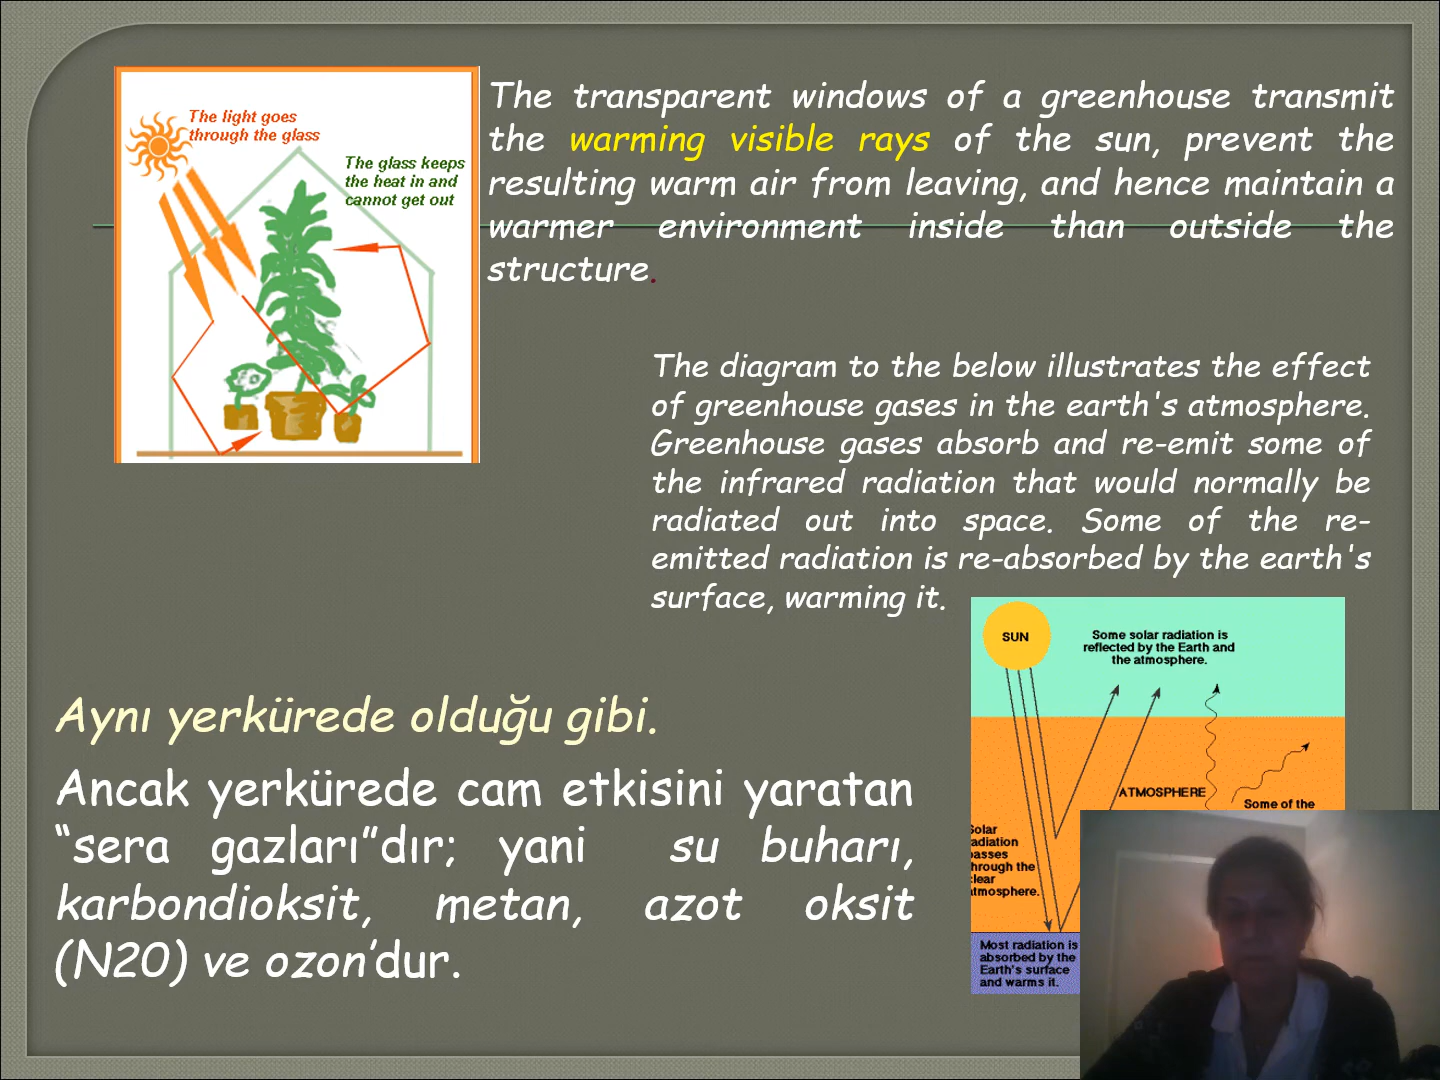 The light goes
through the glass
The glass keeps
the heat in and
cannot get out
The transparent windows of a greenhouse transmit
the warming visible rays of the sun, prevent the
resulting warm air from leaving, and hence maintain a
warmer environment inside than outside the
structure.
The diagram to the below illustrates the effect
of greenhouse gases in the earth's atmosphere.
Greenhouse gases absorb and re-emit some of
the infrared radiation that would normally be
radiated out into space. Some of the re-
emitted radiation is re-absorbed by the earth's
surface, warming it.
Aynı yerkürede olduğu gibi.
Ancak yerkürede cam etkisini yaratan
“sera gazları”dır; yani su buharı,
karbondioksit, metan, azot oksit
(N20) ve ozon’dur.
SUN
Some solar radiation is
reflected by the Earth and
the atmosphere.
ATMOSPHERE
Some of the
Solar
adiation
passes
through the
clear
atmosphere.
Most radiation is
absorbed by the
Earth's surface
and warms it.